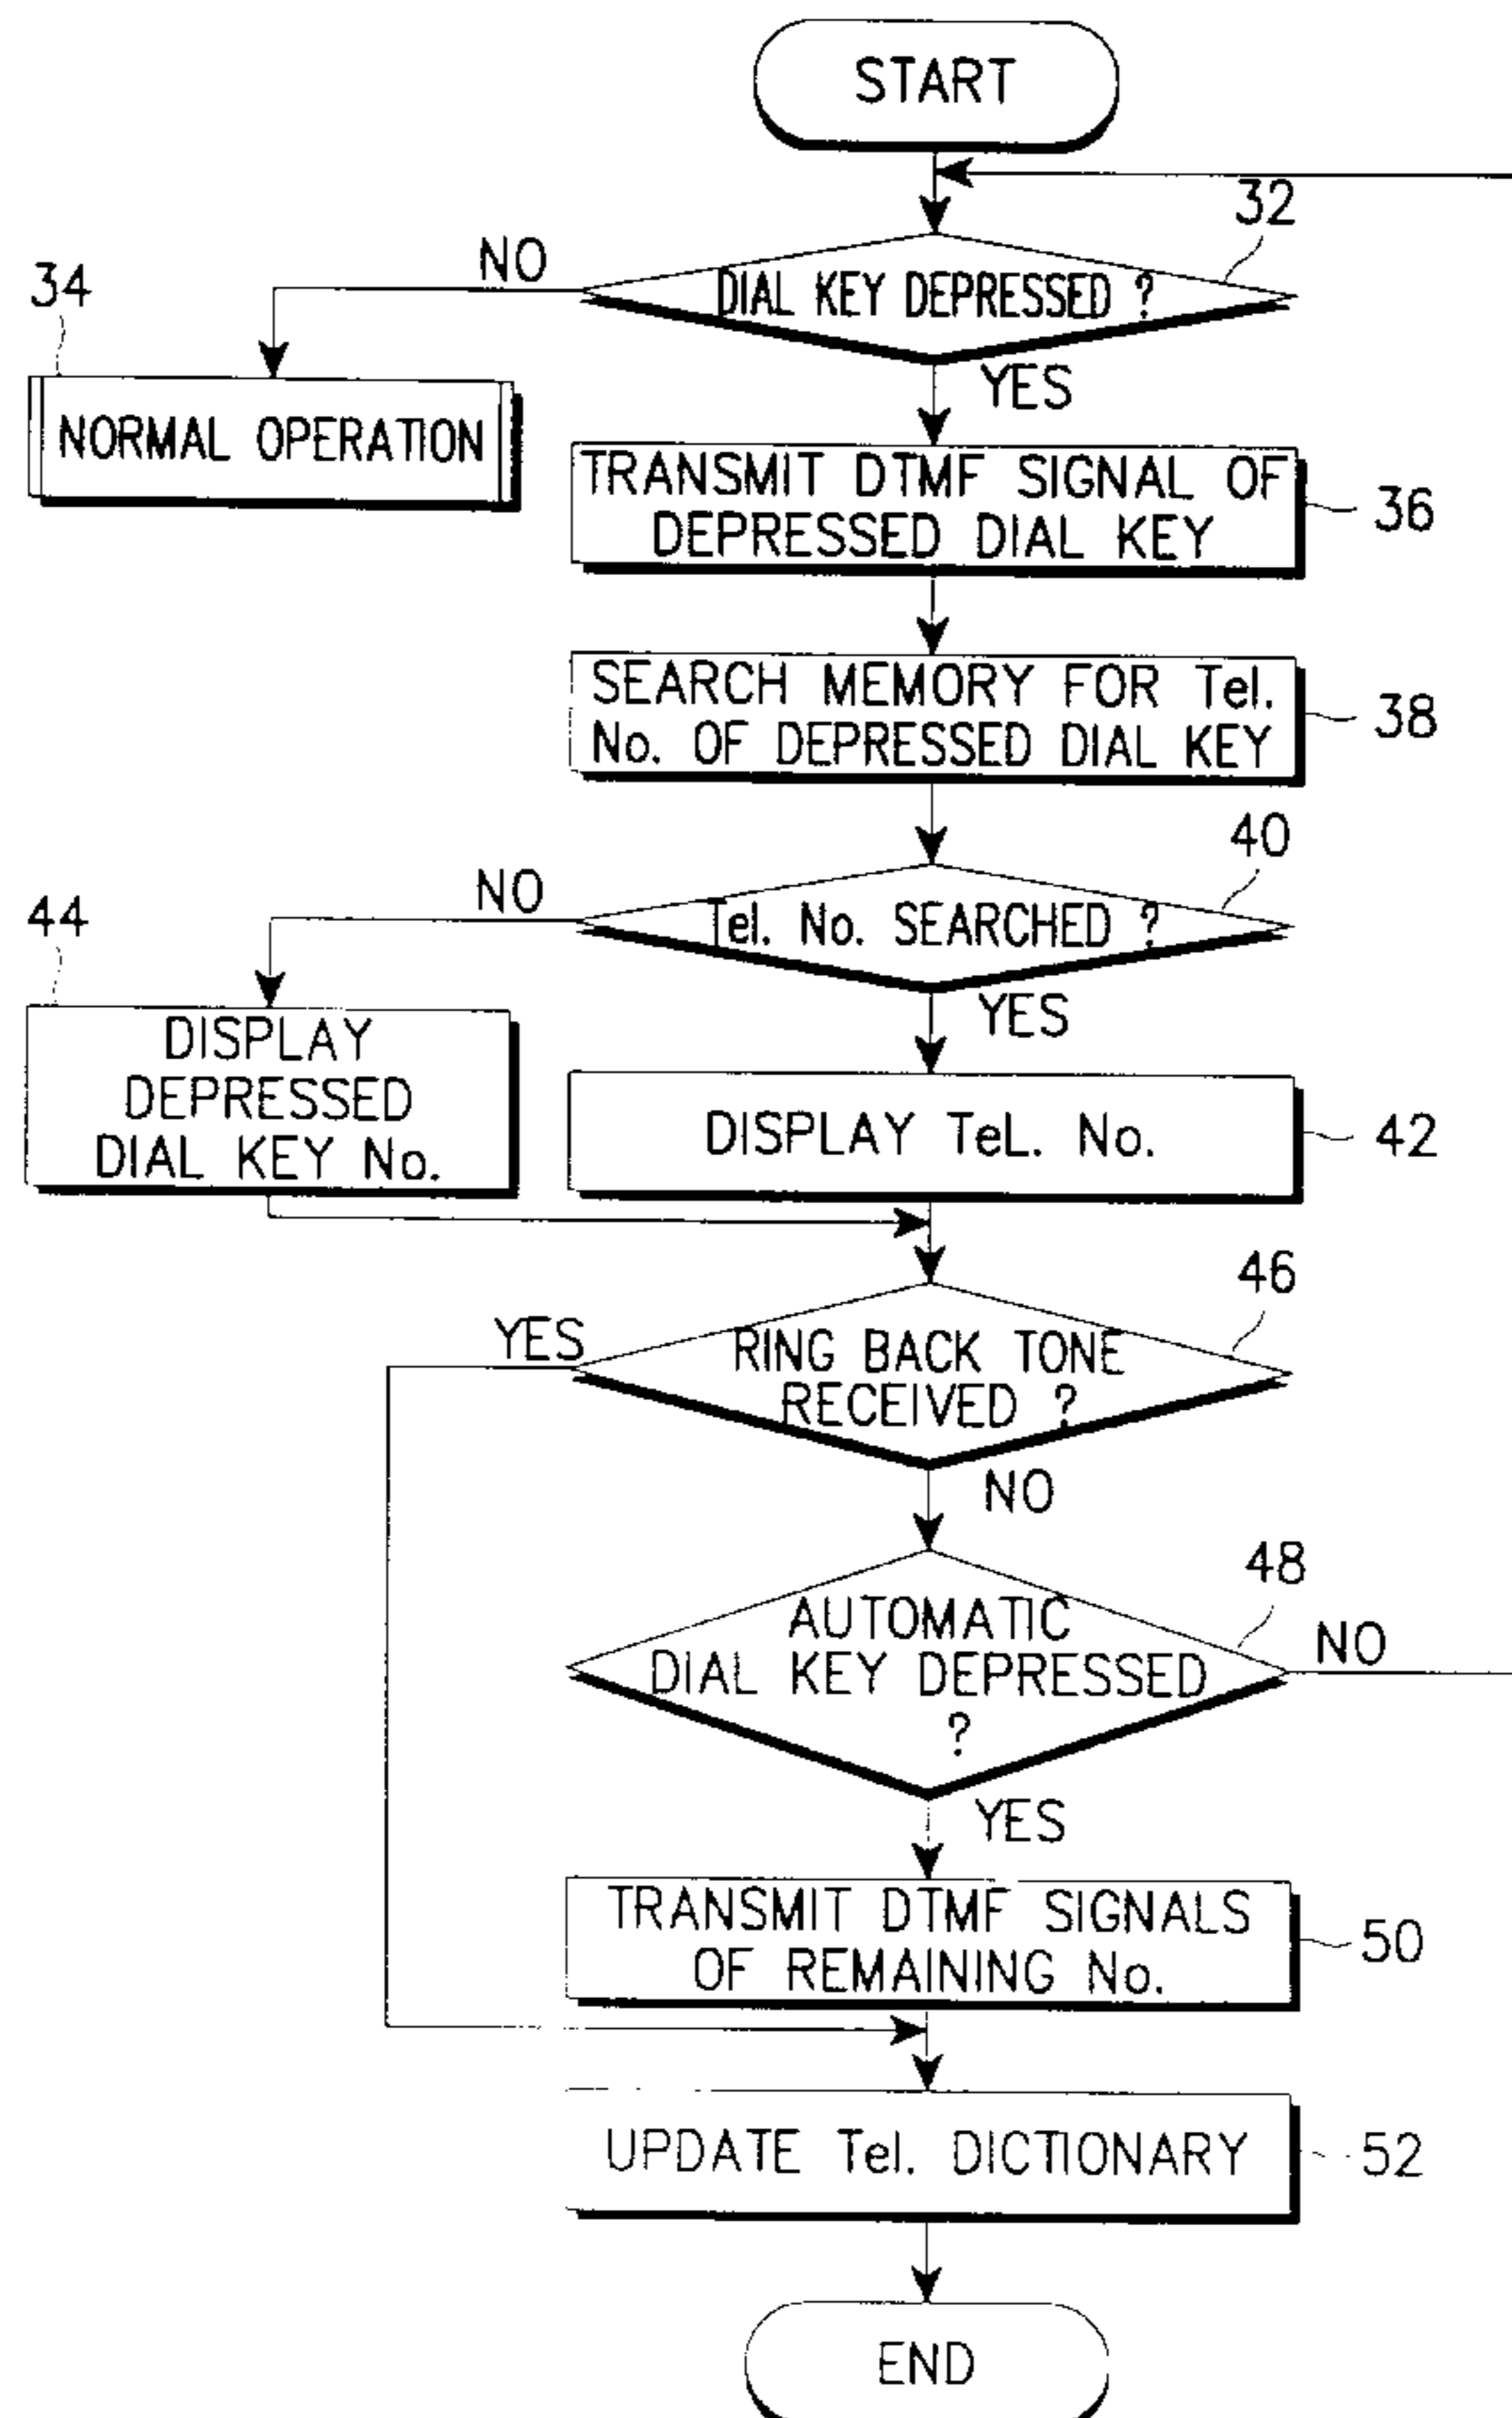 START
32
NO
DIAL KEY DEPRESSED ?
34
YES
NORMAL OPERATION
TRANSMIT DTMF SIGNAL OF
DEPRESSED DIAL KEY
36
SEARCH MEMORY FOR Tel.
No. OF DEPRESSED DIAL KEY
38
40
NO
Tel. No. SEARCHED ?
44
YES
DISPLAY
DEPRESSED
DIAL KEY No.
DISPLAY TeL. No.
42
46
YES
RING BACK TONE
RECEIVED ?
NO
48
AUTOMATIC
DIAL KEY DEPRESSED
?
NO
YES
TRANSMIT DTMF SIGNALS
OF REMAINING No.
50
UPDATE Tel. DICTIONARY
52
END